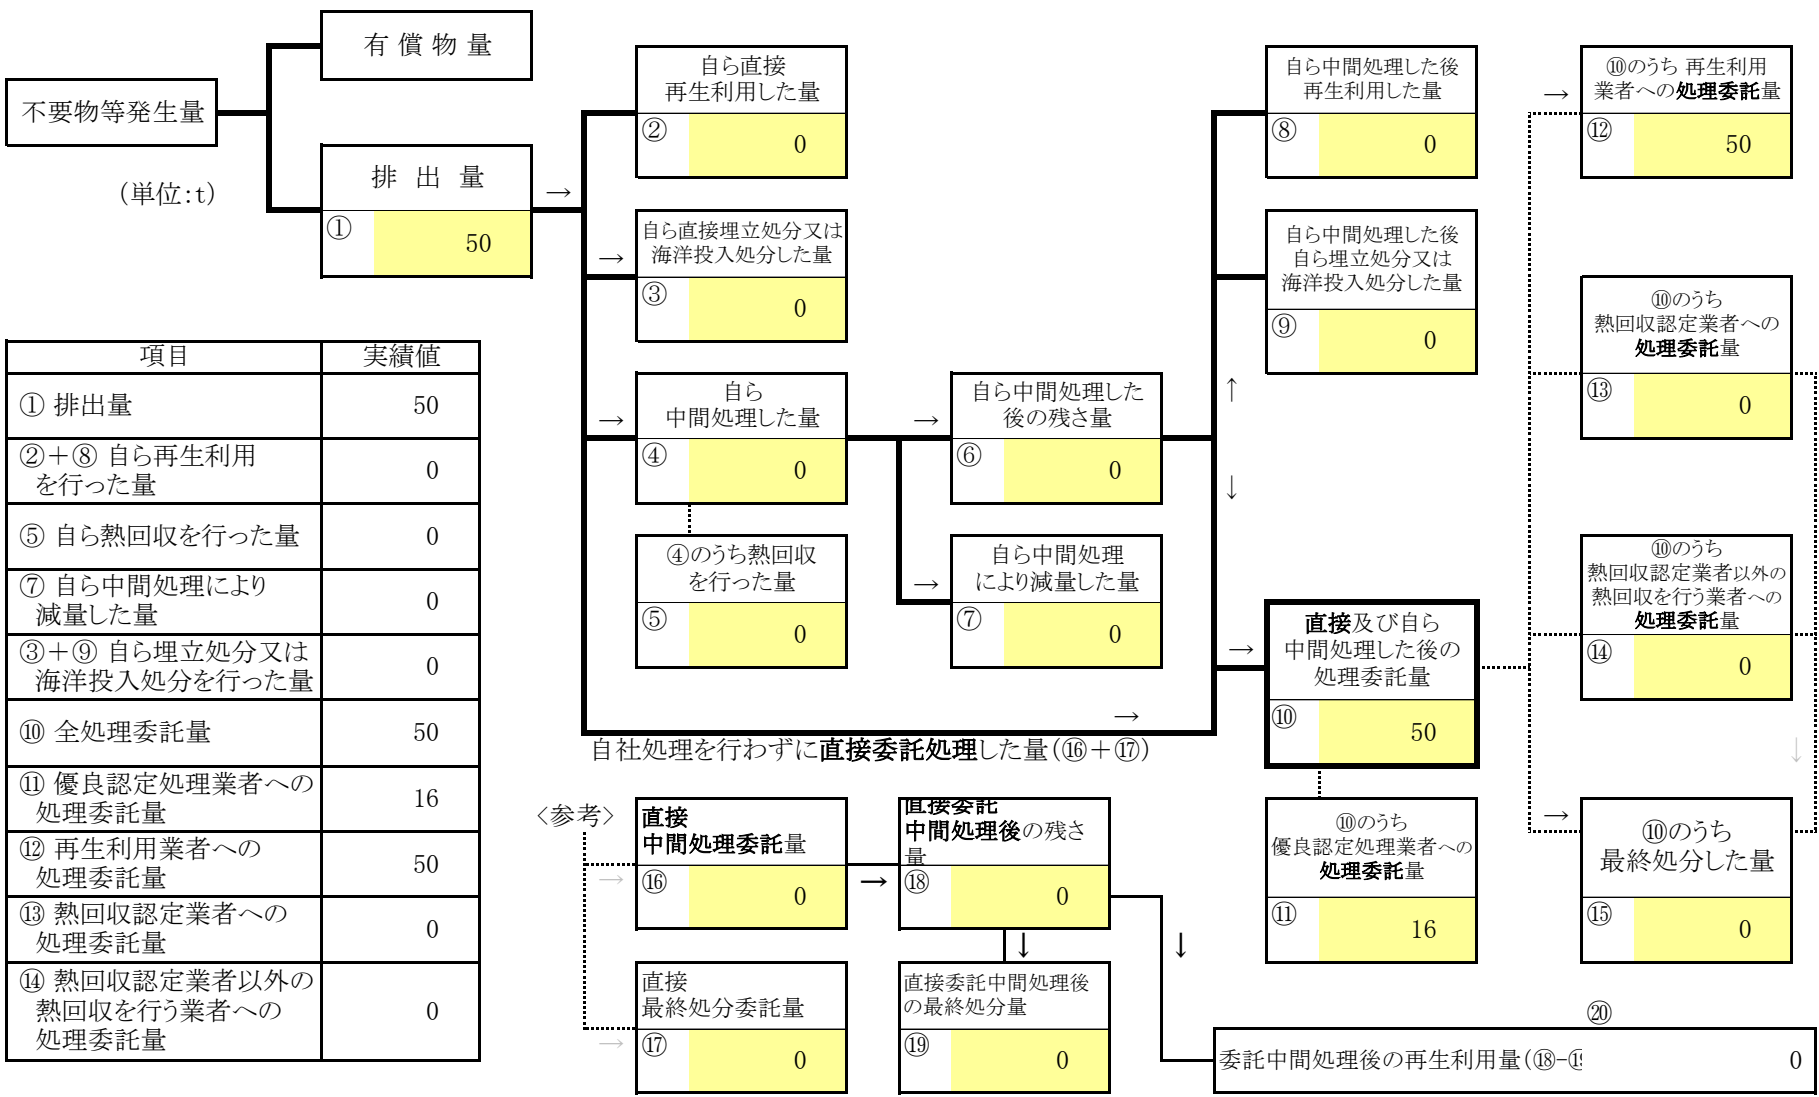 有 償 物 量
不要物等発生量
(単位:t)
排 出 量
→
①
50
自ら直接
再生利用した量
②
0
自ら直接埋立処分又は
海洋投入処分した量
→
③
0
自ら
中間処理した量
→
④
0
④のうち熱回収
を行った量
⑤
0
→
自ら中間処理した
後の残さ量
⑥
0
→
自ら中間処理
により減量した量
⑦
0
自ら中間処理した後
再生利用した量
⑧
0
自ら中間処理した後
自ら埋立処分又は
海洋投入処分した量
⑨
0
↑
↓
→
直接及び自ら
中間処理した後の
処理委託量
⑩
50
⑩のうち
優良認定処理業者への
処理委託量
⑪
16
→
⑩のうち 再生利用
業者への処理委託量
⑫
50
⑩のうち
熱回収認定業者への
処理委託量
⑬
0
⑩のうち
熱回収認定業者以外の
熱回収を行う業者への
処理委託量
⑭
0
↓
→
⑩のうち
最終処分した量
⑮
0
→
自社処理を行わずに直接委託処理した量(⑯+⑰)
<参考>
直接
中間処理委託量
→
⑯
0
→
直接委託
中間処理後の残さ
量
⑱
0
↓
↓
直接
最終処分委託量
→
⑰
0
直接委託中間処理後
の最終処分量
⑲
0
⑳
委託中間処理後の再生利用量(⑱-⑲
0
項目 実績値
① 排出量 50
②+⑧ 自ら再生利用
を行った量 0
⑤ 自ら熱回収を行った量 0
⑦ 自ら中間処理により
減量した量 0
③+⑨ 自ら埋立処分又は
海洋投入処分を行った量 0
⑩ 全処理委託量 50
⑪ 優良認定処理業者への
処理委託量 16
⑫ 再生利用業者への
処理委託量 50
⑬ 熱回収認定業者への
処理委託量 0
⑭ 熱回収認定業者以外の
熱回収を行う業者への
処理委託量 0